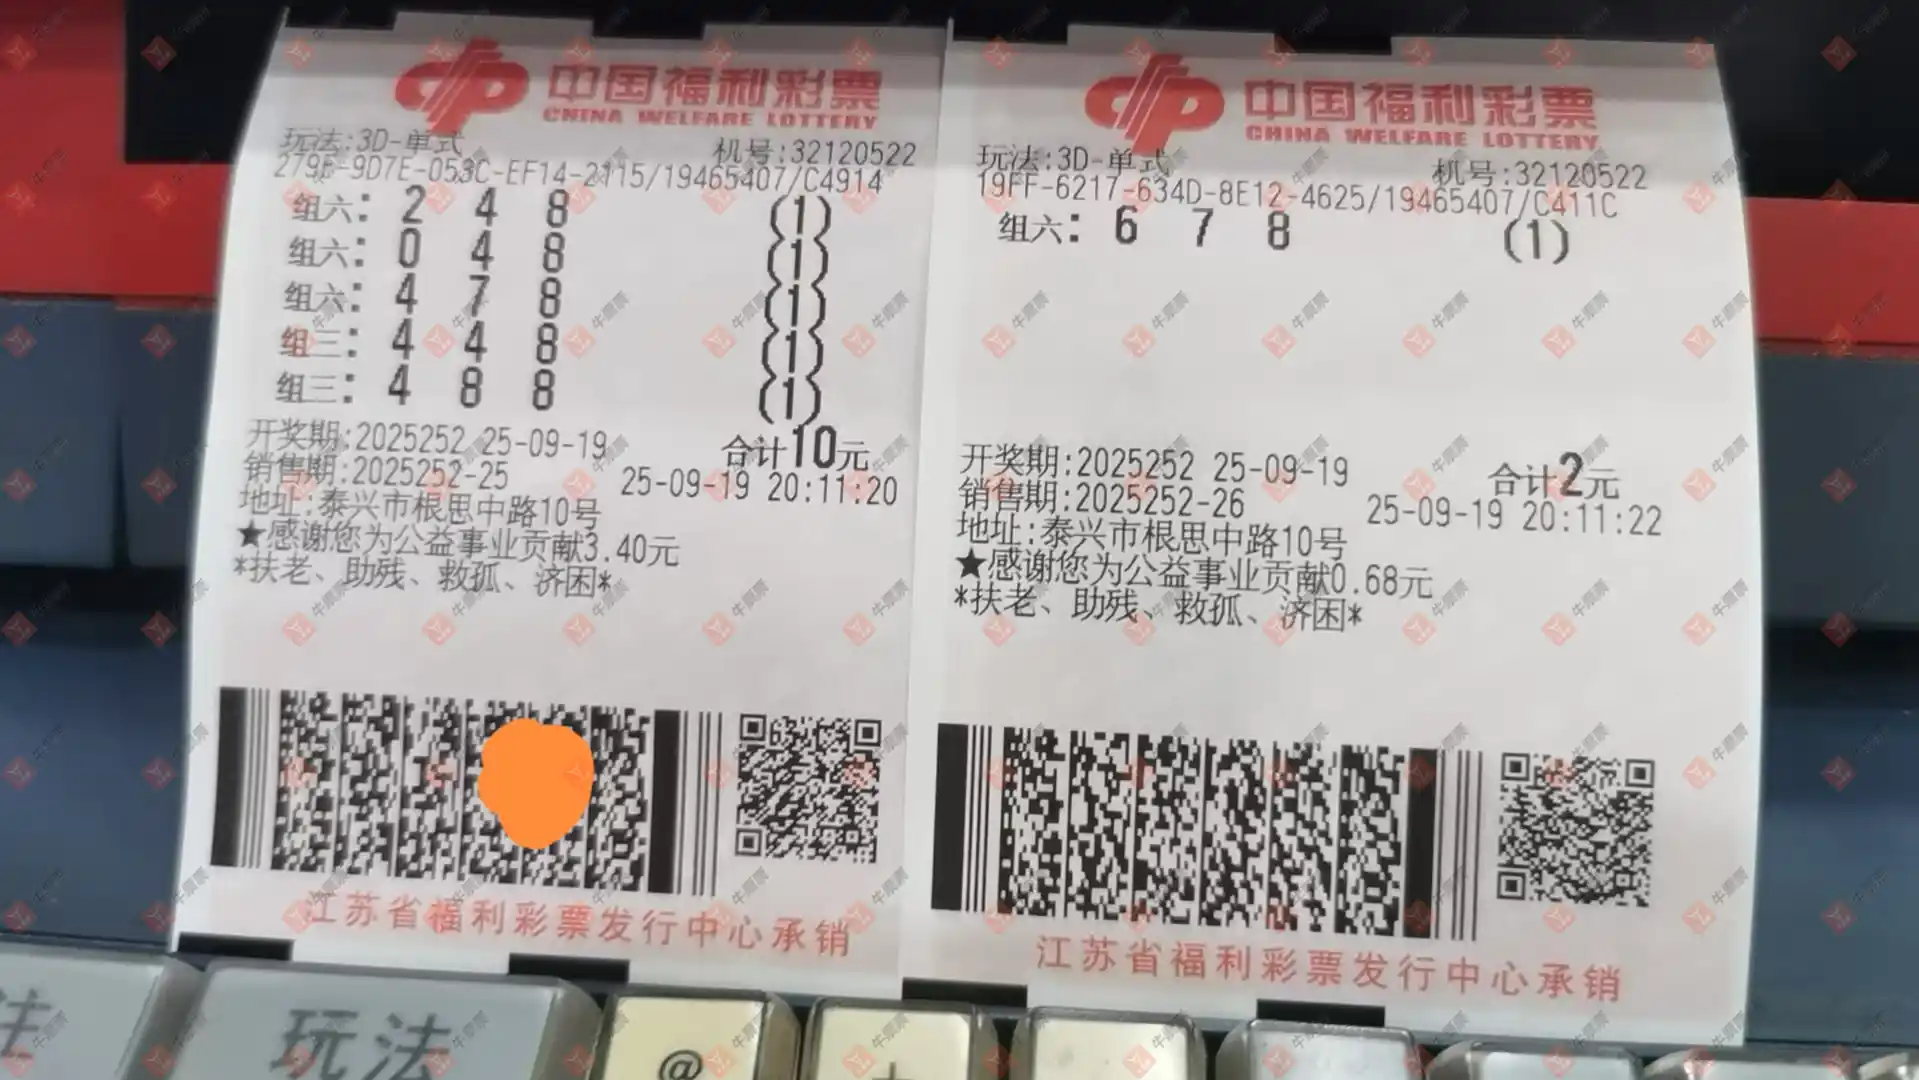 中国福利彩票
CHINA WELFARE LOTTERY
玩法:3D-单式 机号:32120522
279E-9D7E-053C-EF14-2115/19465407/C4914
组六: 2 4 8 (1)
组六: 0 4 8 (1)
组六: 4 7 8 (1)
组三: 4 4 8 (1)
组三: 4 8 8 (1)
开奖期:2025252 25-09-19 合计10元
销售期:2025252-25 25-09-19 20:11:20
地址:泰兴市根思中路10号
★感谢您为公益事业贡献3.40元
*扶老、助残、救孤、济困*
江苏省福利彩票发行中心承销
中国福利彩票
CHINA WELFARE LOTTERY
玩法:3D-单式 机号:32120522
19FF-6217-634D-8E12-4625/19465407/C411C
组六: 6 7 8 (1)
开奖期:2025252 25-09-19 合计2元
销售期:2025252-26 25-09-19 20:11:22
地址:泰兴市根思中路10号
★感谢您为公益事业贡献0.68元
*扶老、助残、救孤、济困*
江苏省福利彩票发行中心承销
玩法
@